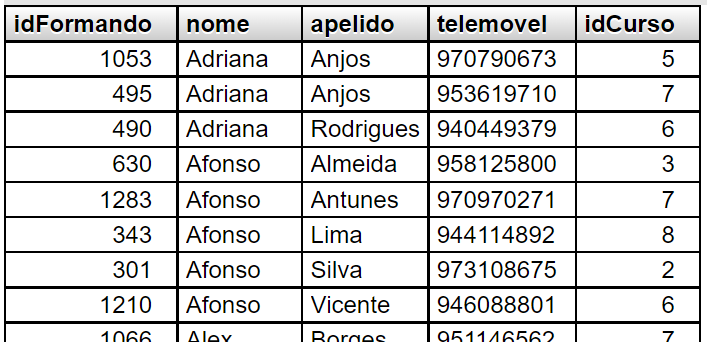 idFormando nome apelido telemovel idCurso
1053 Adriana Anjos 970790673 5
495 Adriana Anjos 953619710 7
490 Adriana Rodrigues 940449379 6
630 Afonso Almeida 958125800 3
1283 Afonso Antunes 970970271 7
343 Afonso Lima 944114892 8
301 Afonso Silva 973108675 2
1210 Afonso Vicente 946088801 6
1066 Alex Borges 951146562 7